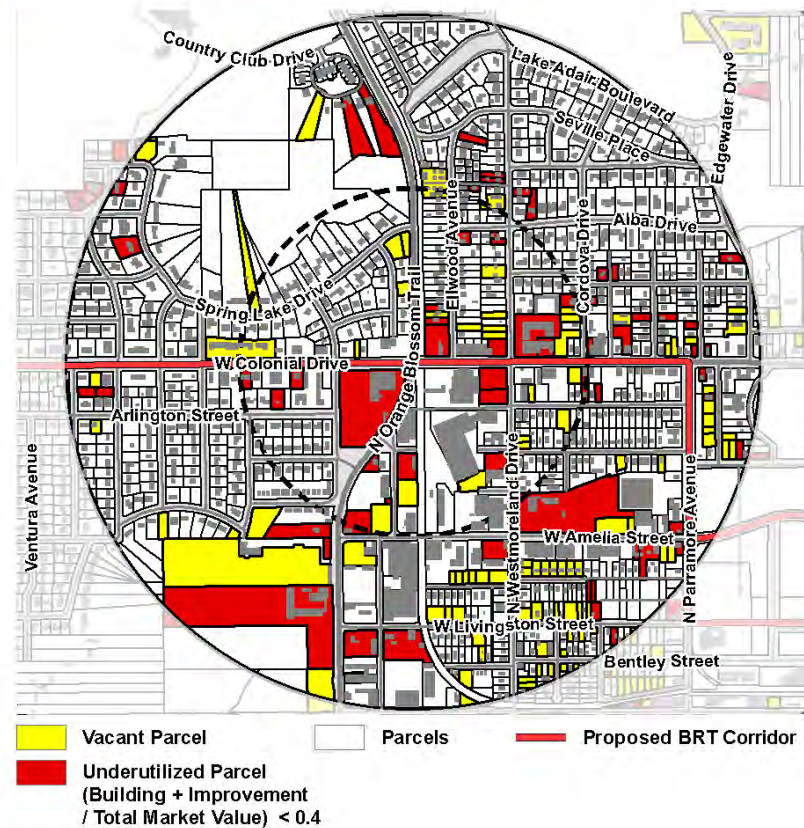 Country Club Drive
Lake Adair Boulevard
Seville Place
Edgewater Drive
Alba Drive
Ellwood Avenue
Cordova Drive
N Orange Blossom Trail
Spring Lake Drive
W Colonial Drive
Arlington Street
Ventura Avenue
N Westmoreland Drive
N Parramore Avenue
W Amelia Street
W Livingston Street
Bentley Street
Vacant Parcel
Parcels
Proposed BRT Corridor
Underutilized Parcel
(Building + Improvement
/ Total Market Value) < 0.4